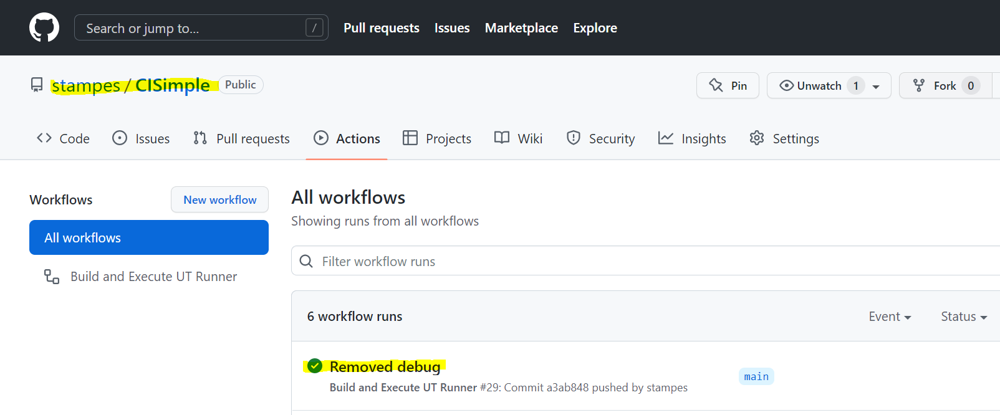 Search or jump to... /
Pull requests Issues Marketplace Explore
stampes / CISimple Public
Pin Unwatch 1 Fork 0
Code Issues Pull requests Actions Projects Wiki Security Insights Settings
Workflows
New workflow
All workflows
Build and Execute UT Runner
All workflows
Showing runs from all workflows
Filter workflow runs
6 workflow runs Event Status
Removed debug
Build and Execute UT Runner #29: Commit a3ab848 pushed by stampes
main